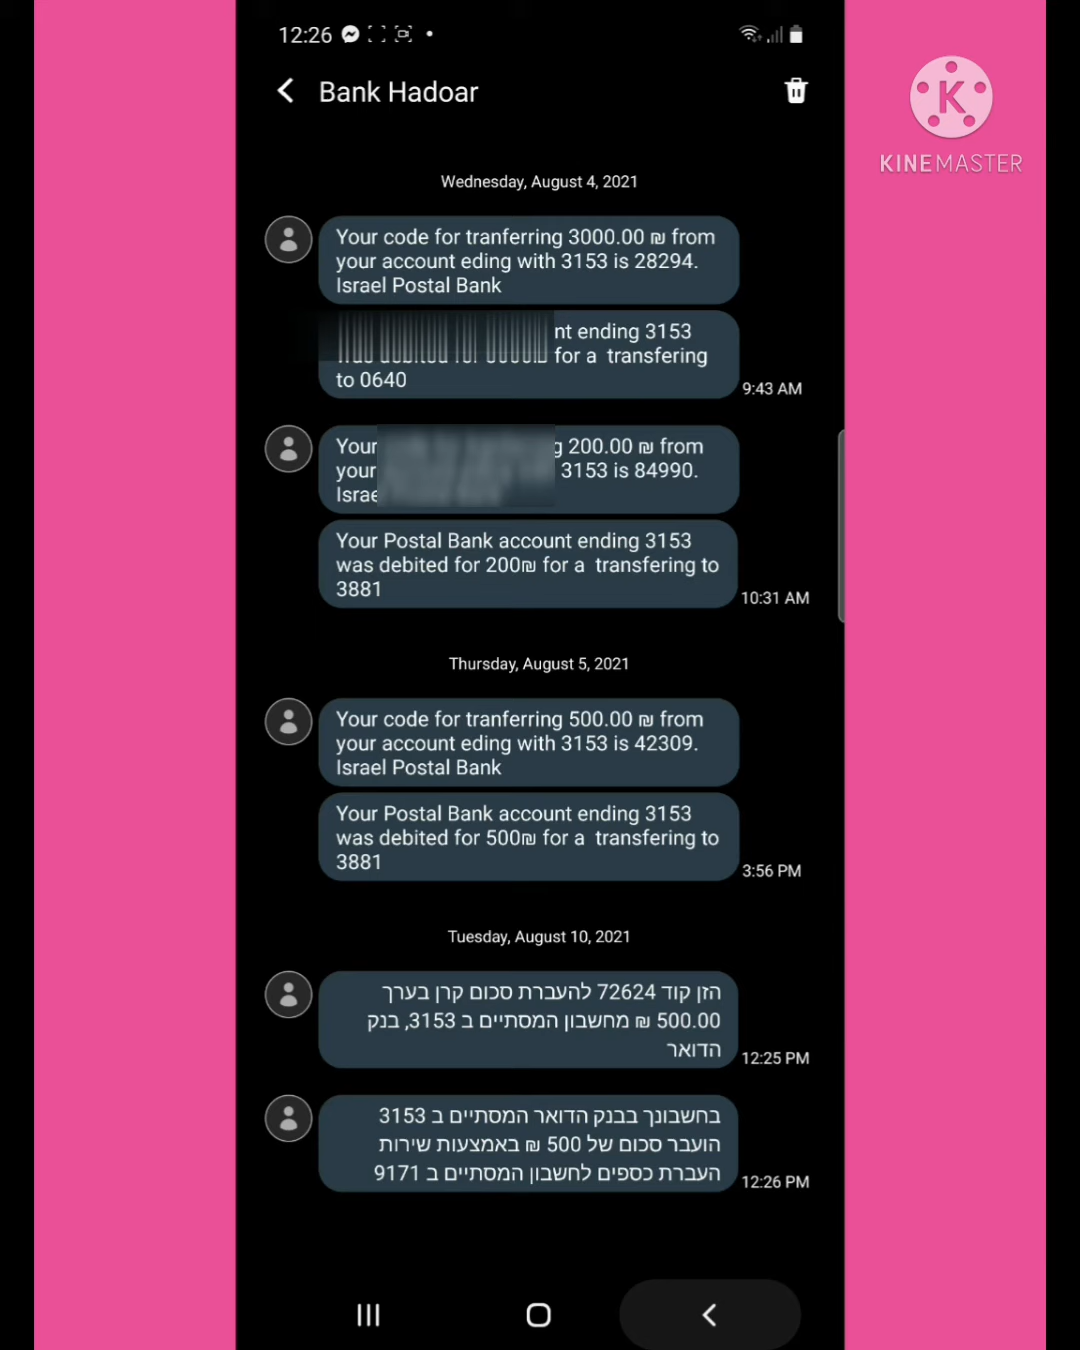 12:26
Bank Hadoar
KINEMASTER
Wednesday, August 4, 2021
Your code for tranferring 3000.00 ₪ from
your account eding with 3153 is 28294.
Israel Postal Bank
ending 3153
for a transfering
to 0640
9:43 AM
Your 200.00 ₪ from
your 3153 is 84990.
Your Postal Bank account ending 3153
was debited for 200₪ for a transfering to
3881
10:31 AM
Thursday, August 5, 2021
Your code for tranferring 500.00 ₪ from
your account eding with 3153 is 42309.
Israel Postal Bank
Your Postal Bank account ending 3153
was debited for 500₪ for a transfering to
3881
3:56 PM
Tuesday, August 10, 2021
הזן קוד 72624 להעברת סכום קרן בערך
500.00 ₪ מחשבון המסתיים ב 3153, בנק
הדואר
12:25 PM
בחשבונך בבנק הדואר המסתיים ב 3153
הועבר סכום של 500 ₪ באמצעות שירות
העברת כספים לחשבון המסתיים ב 9171
12:26 PM